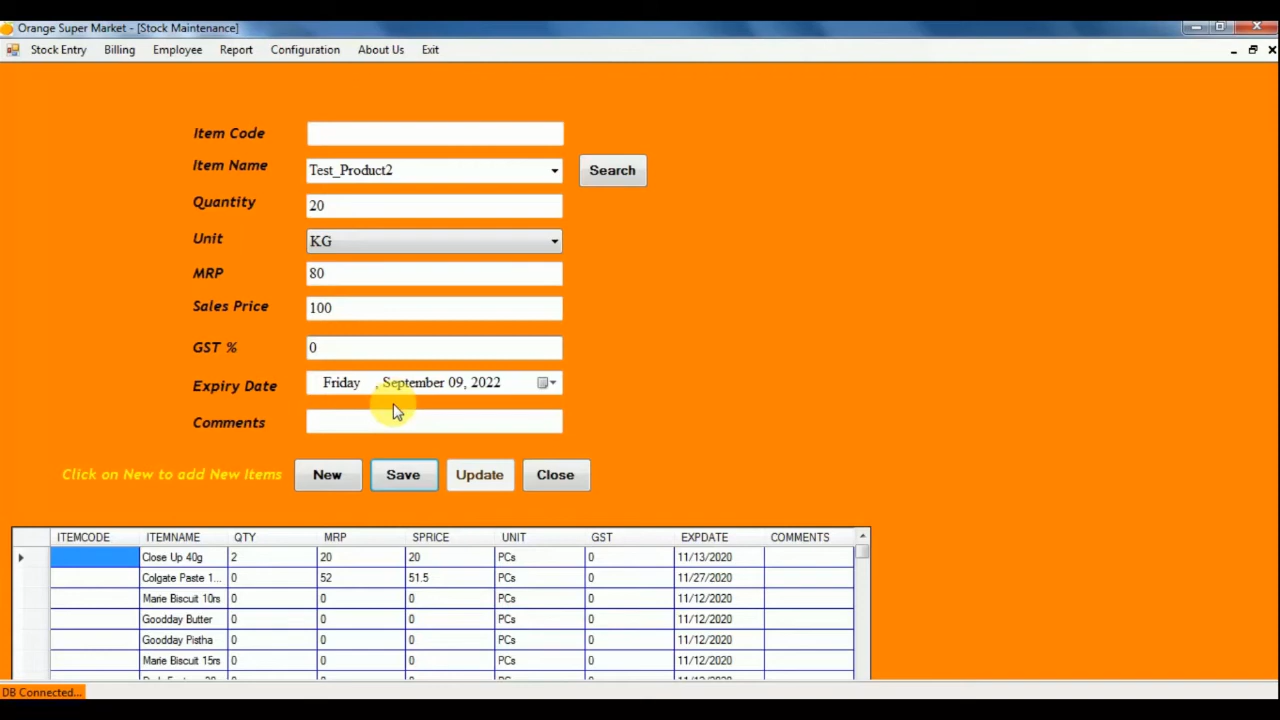 Orange Super Market - [Stock Maintenance]
Stock Entry Billing Employee Report Configuration About Us Exit
Item Code
Item Name Test_Product2 Search
Quantity 20
Unit KG
MRP 80
Sales Price 100
GST % 0
Expiry Date Friday , September 09, 2022
Comments
Click on New to add New Items New Save Update Close
ITEMCODE ITEMNAME QTY MRP SPRICE UNIT GST EXPDATE COMMENTS
Close Up 40g 2 20 20 PCs 0 11/13/2020
Colgate Paste 1... 0 52 51.5 PCs 0 11/27/2020
Marie Biscuit 10rs 0 0 0 PCs 0 11/12/2020
Goodday Butter 0 0 0 PCs 0 11/12/2020
Goodday Pistha 0 0 0 PCs 0 11/12/2020
Marie Biscuit 15rs 0 0 0 PCs 0 11/12/2020
DB Connected...